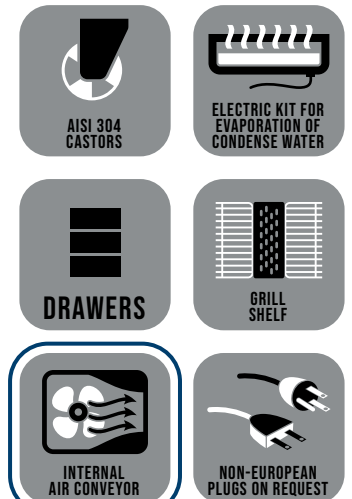 AISI 304
CASTORS
ELECTRIC KIT FOR
EVAPORATION OF
CONDENSE WATER
DRAWERS
GRILL
SHELF
INTERNAL
AIR CONVEYOR
NON-EUROPEAN
PLUGS ON REQUEST